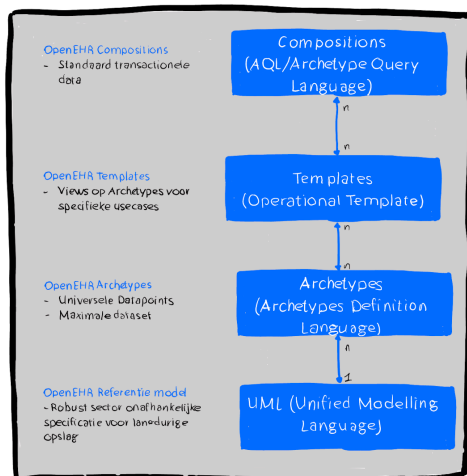 OpenEHR Compositions
- Standaard transactionele
data
Compositions
(AQL/Archetype Query
Language)
n
n
OpenEHR Templates
- Views op Archetypes voor
specifieke usecases
Templates
(Operational Template)
n
n
OpenEHR Archetypes
- Universele Datapoints
- Maximale dataset
Archetypes
(Archetypes Definition
Language)
n
1
OpenEHR Referentie model
- Robust sector onafhankelijke
specificatie voor langdurige
opslag
UML (Unified Modelling
Language)